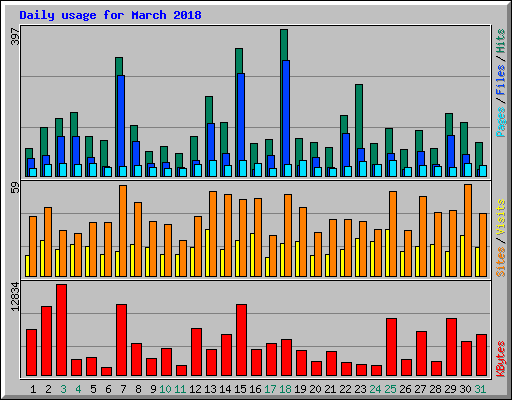 Daily usage for March 2018
397
Pages / Files / Hits
59
Sites / Visits
12834
KBytes
1 2 3 4 5 6 7 8 9 10 11 12 13 14 15 16 17 18 19 20 21 22 23 24 25 26 27 28 29 30 31